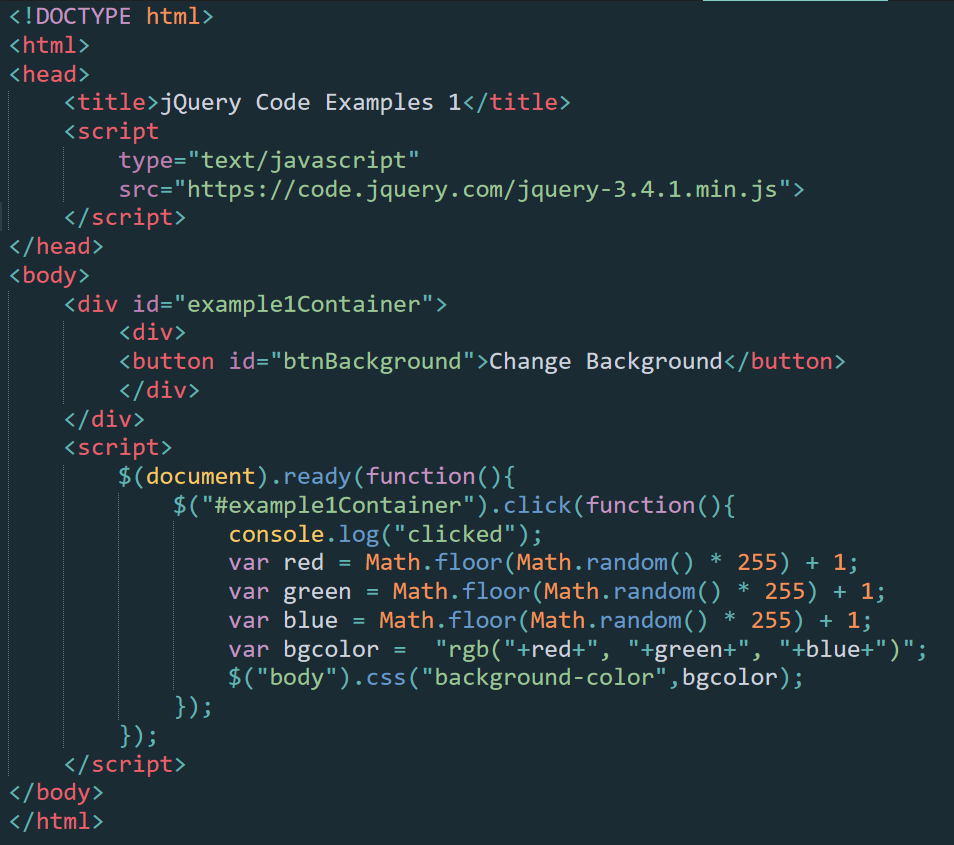 <!DOCTYPE html>
<html>
<head>
    <title>jQuery Code Examples 1</title>
    <script
        type="text/javascript"
        src="https://code.jquery.com/jquery-3.4.1.min.js">
    </script>
</head>
<body>
    <div id="example1Container">
        <div>
        <button id="btnBackground">Change Background</button>
        </div>
    </div>
    <script>
        $(document).ready(function(){
            $("#example1Container").click(function(){
                console.log("clicked");
                var red = Math.floor(Math.random() * 255) + 1;
                var green = Math.floor(Math.random() * 255) + 1;
                var blue = Math.floor(Math.random() * 255) + 1;
                var bgcolor =  "rgb("+red+", "+green+", "+blue+")";
                $("body").css("background-color",bgcolor);
            });
        });
    </script>
</body>
</html>